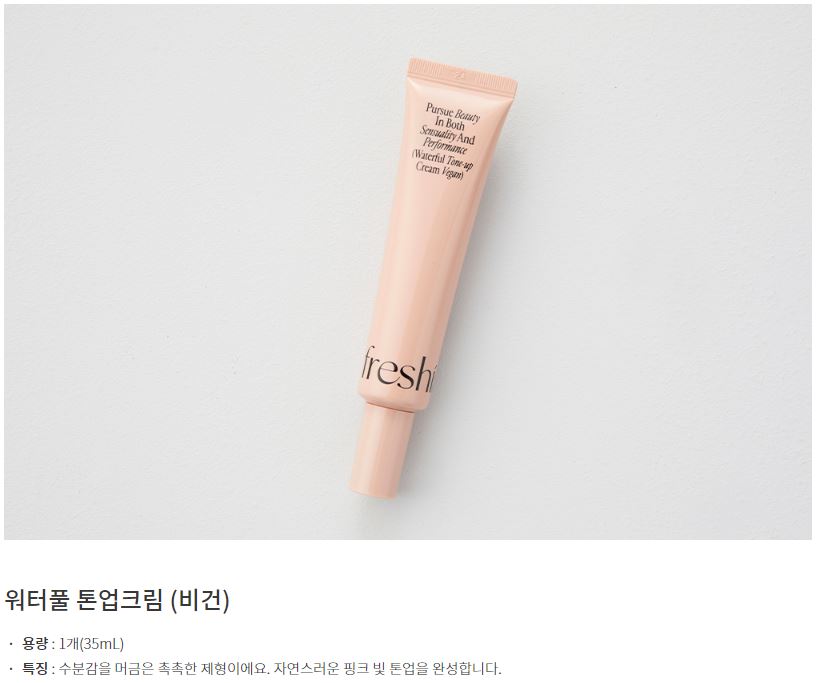 Pursue Beauty
In Both
Sensuality And
Performance
(Waterful Tone-up
Cream Vegan)
freshi
워터풀 톤업크림 (비건)
· 용량 : 1개(35mL)
· 특징 : 수분감을 머금은 촉촉한 제형이에요. 자연스러운 핑크 빛 톤업을 완성합니다.